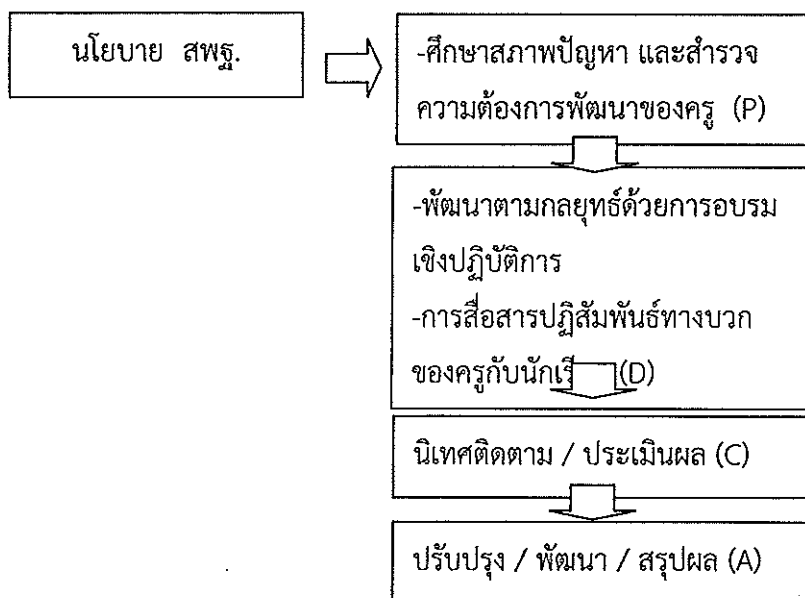 นโยบาย สพฐ.
-ศึกษาสภาพปัญหา และสำรวจ
ความต้องการพัฒนาของครู (P)
-พัฒนาตามกลยุทธ์ด้วยการอบรม
เชิงปฏิบัติการ
-การสื่อสารปฏิสัมพันธ์ทางบวก
ของครูกับ (D)
นิเทศติดตาม / ประเมินผล (C)
ปรับปรุง / พัฒนา / สรุปผล (A)